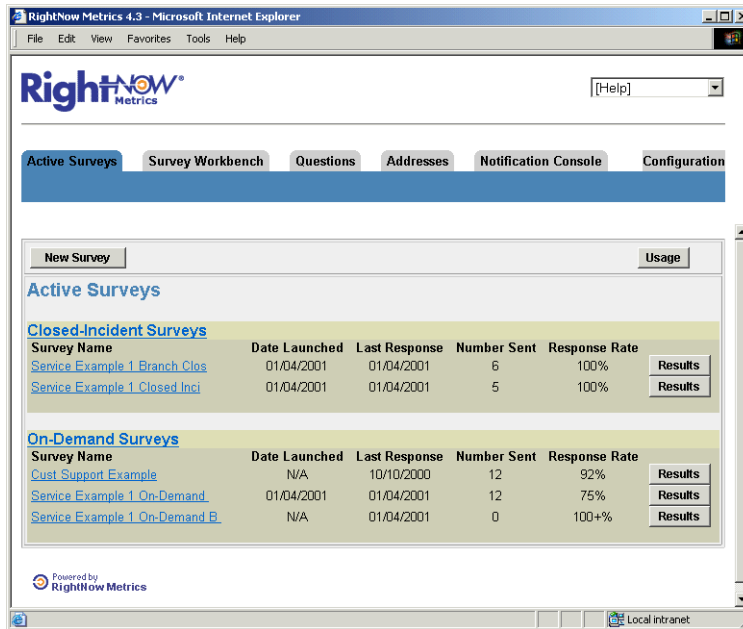 RightNow Metrics 4.3 - Microsoft Internet Explorer
File Edit View Favorites Tools Help
RightNOW®
Metrics
[Help]
Active Surveys Survey Workbench Questions Addresses Notification Console Configuration
New Survey Usage
Active Surveys
Closed-Incident Surveys
Survey Name Date Launched Last Response Number Sent Response Rate
Service Example 1 Branch Clos 01/04/2001 01/04/2001 6 100% Results
Service Example 1 Closed Inci 01/04/2001 01/04/2001 5 100% Results
On-Demand Surveys
Survey Name Date Launched Last Response Number Sent Response Rate
Cust Support Example N/A 10/10/2000 12 92% Results
Service Example 1 On-Demand 01/04/2001 01/04/2001 12 75% Results
Service Example 1 On-Demand B N/A 01/04/2001 0 100+% Results
Powered by
RightNow Metrics
Local intranet